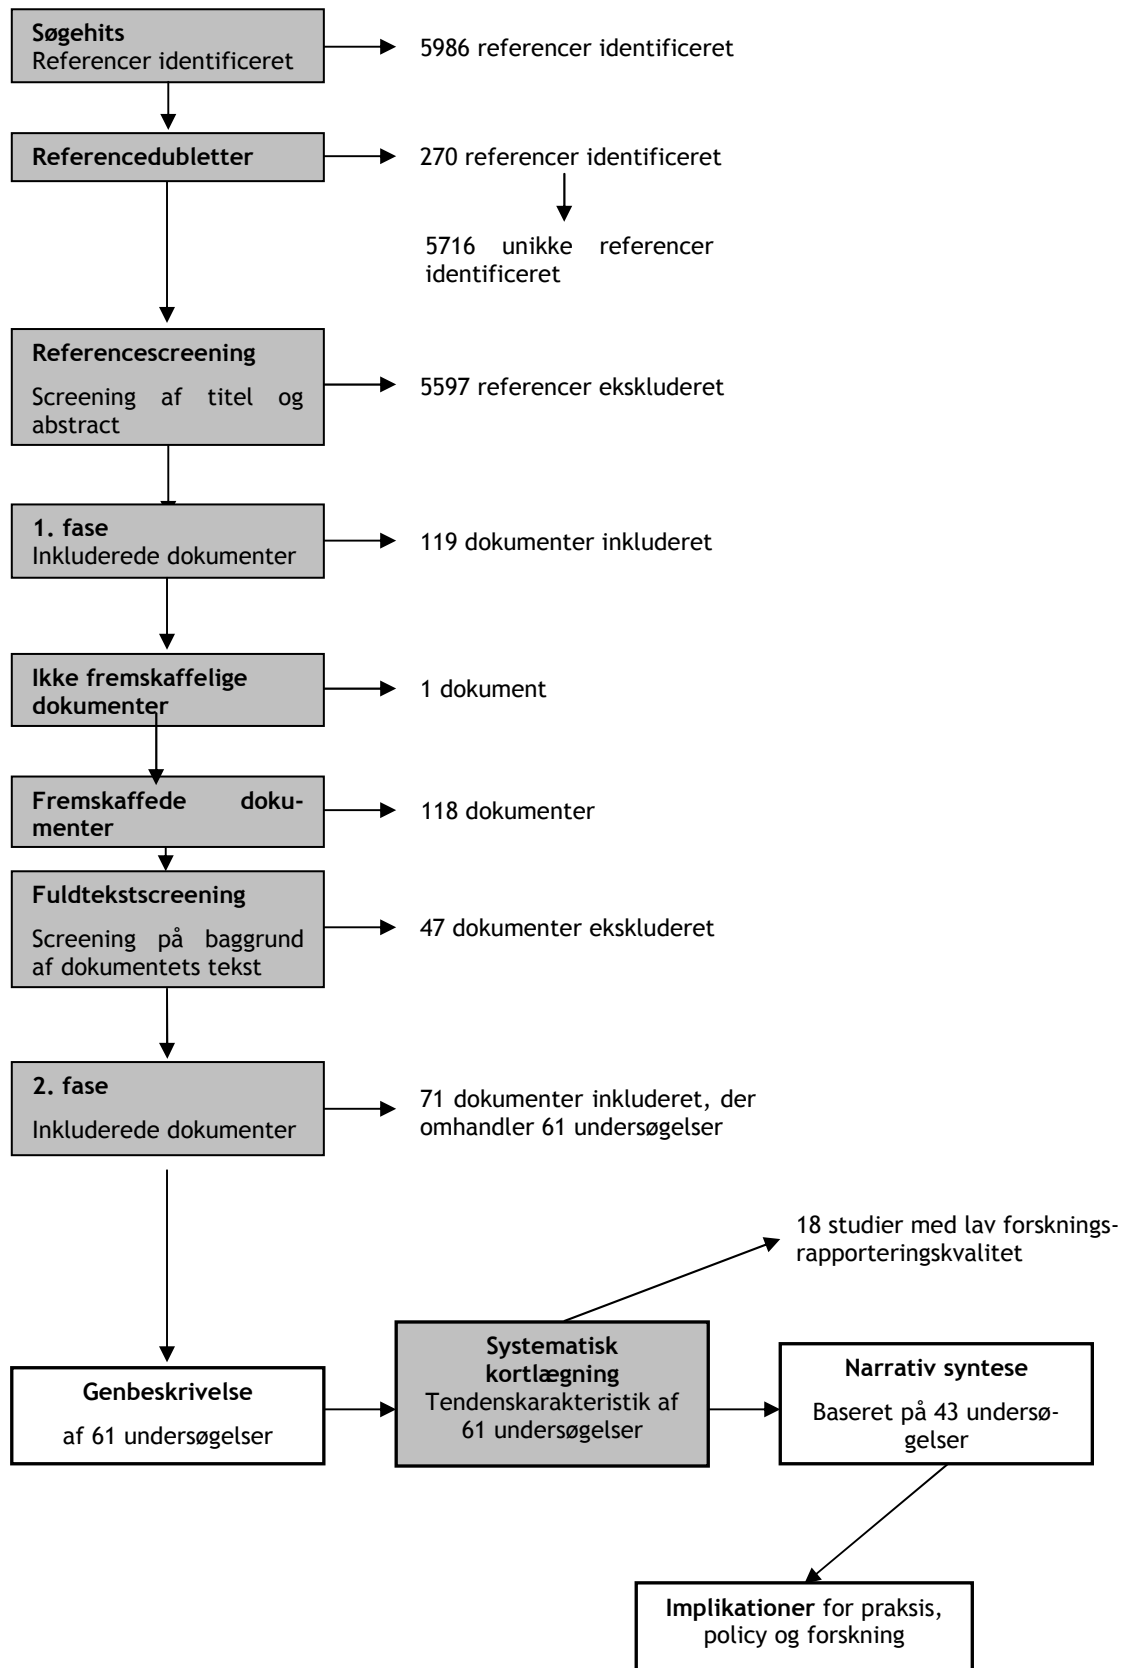 Søgehits
Referencer identificeret
5986 referencer identificeret
Referencedubletter
270 referencer identificeret
5716 unikke referencer
identificeret
Referencescreening
Screening af titel og
abstract
5597 referencer ekskluderet
1. fase
Inkluderede dokumenter
119 dokumenter inkluderet
Ikke fremskaffelige
dokumenter
1 dokument
Fremskaffede doku-
menter
118 dokumenter
Fuldtekstscreening
Screening på baggrund
af dokumentets tekst
47 dokumenter ekskluderet
2. fase
Inkluderede dokumenter
71 dokumenter inkluderet, der
omhandler 61 undersøgelser
18 studier med lav forsknings-
rapporteringskvalitet
Genbeskrivelse
af 61 undersøgelser
Systematisk
kortlægning
Tendenskarakteristik af
61 undersøgelser
Narrativ syntese
Baseret på 43 undersø-
gelser
Implikationer for praksis,
policy og forskning